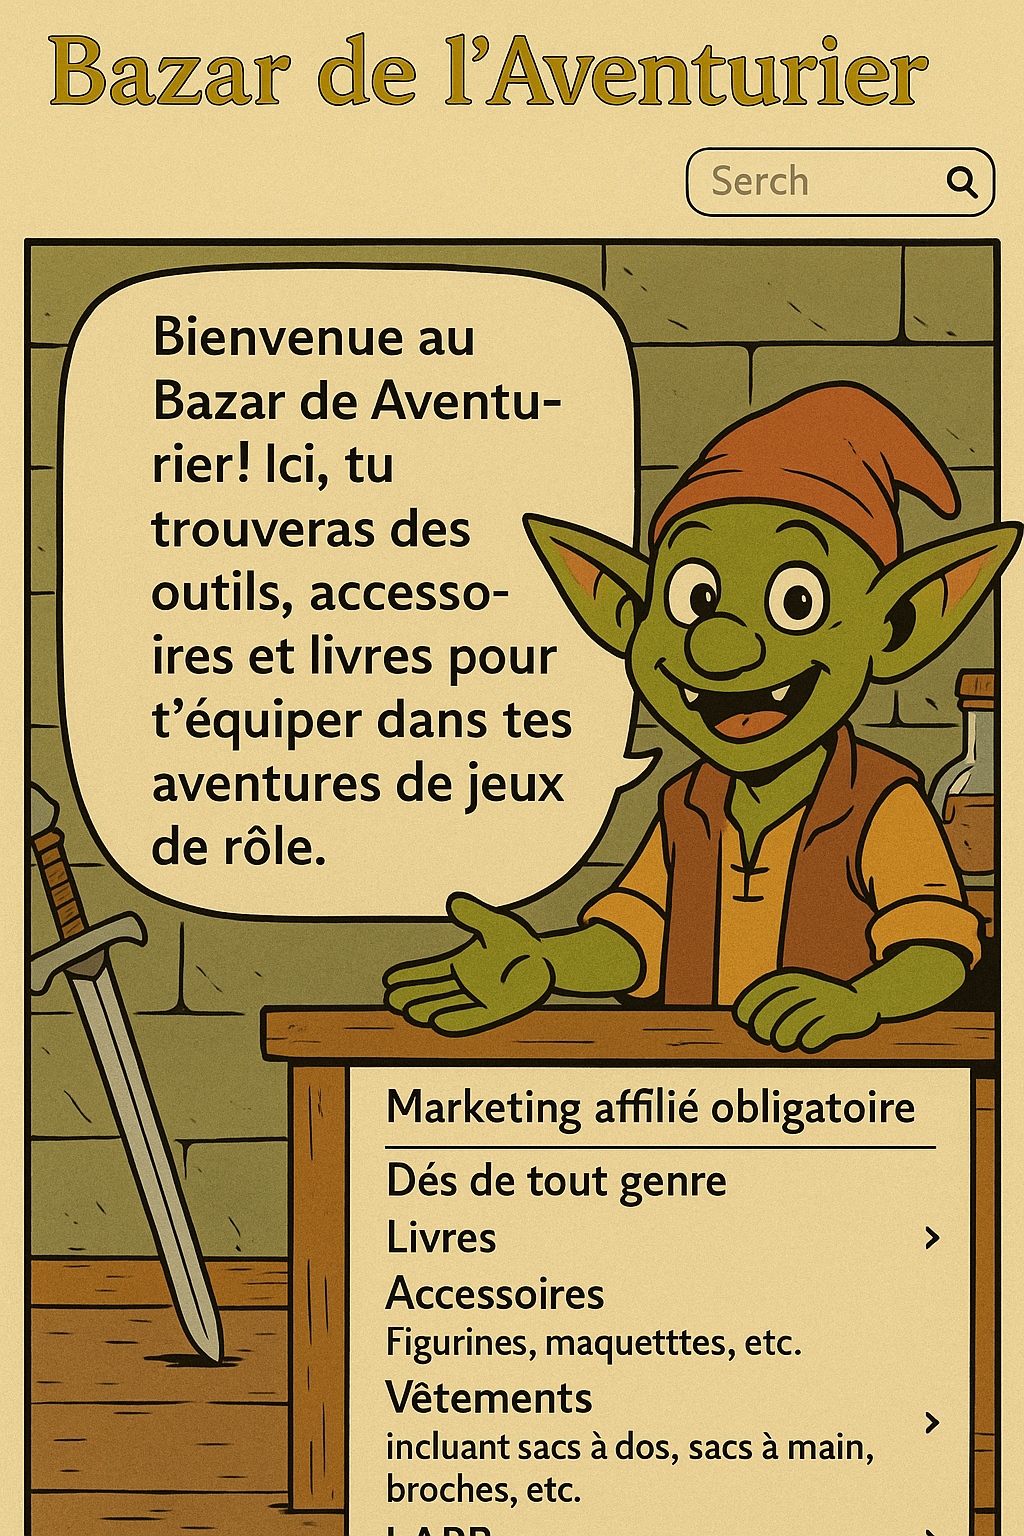 Bazar de l’Aventurier
Serch
Bienvenue au
Bazar de Aventu-
rier! Ici, tu
trouveras des
outils, accesso-
ires et livres pour
t’équiper dans tes
aventures de jeux
de rôle.
Marketing affilié obligatoire
Dés de tout genre
Livres
Accessoires
Figurines, maquetttes, etc.
Vêtements
incluant sacs à dos, sacs à main,
broches, etc.